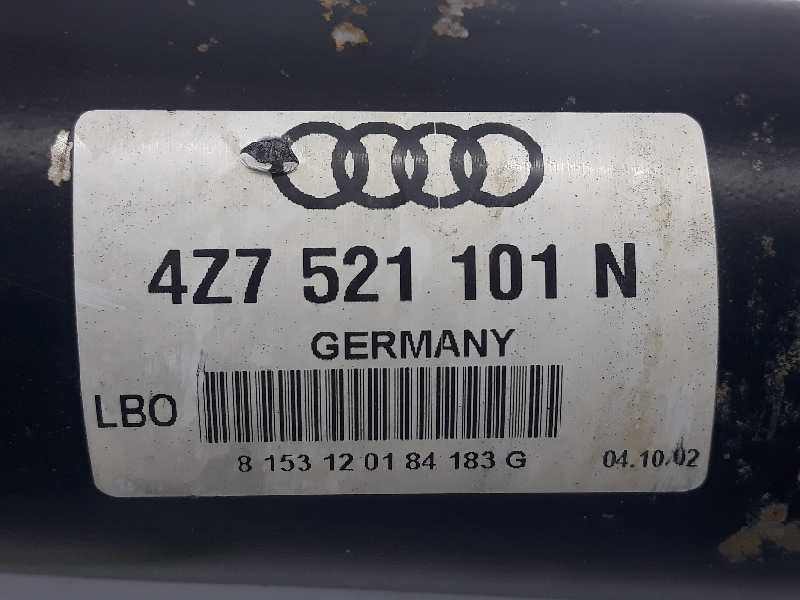 4Z7 521 101 N
GERMANY
LBO
8 153 12 01 84 183 G 04.10.02